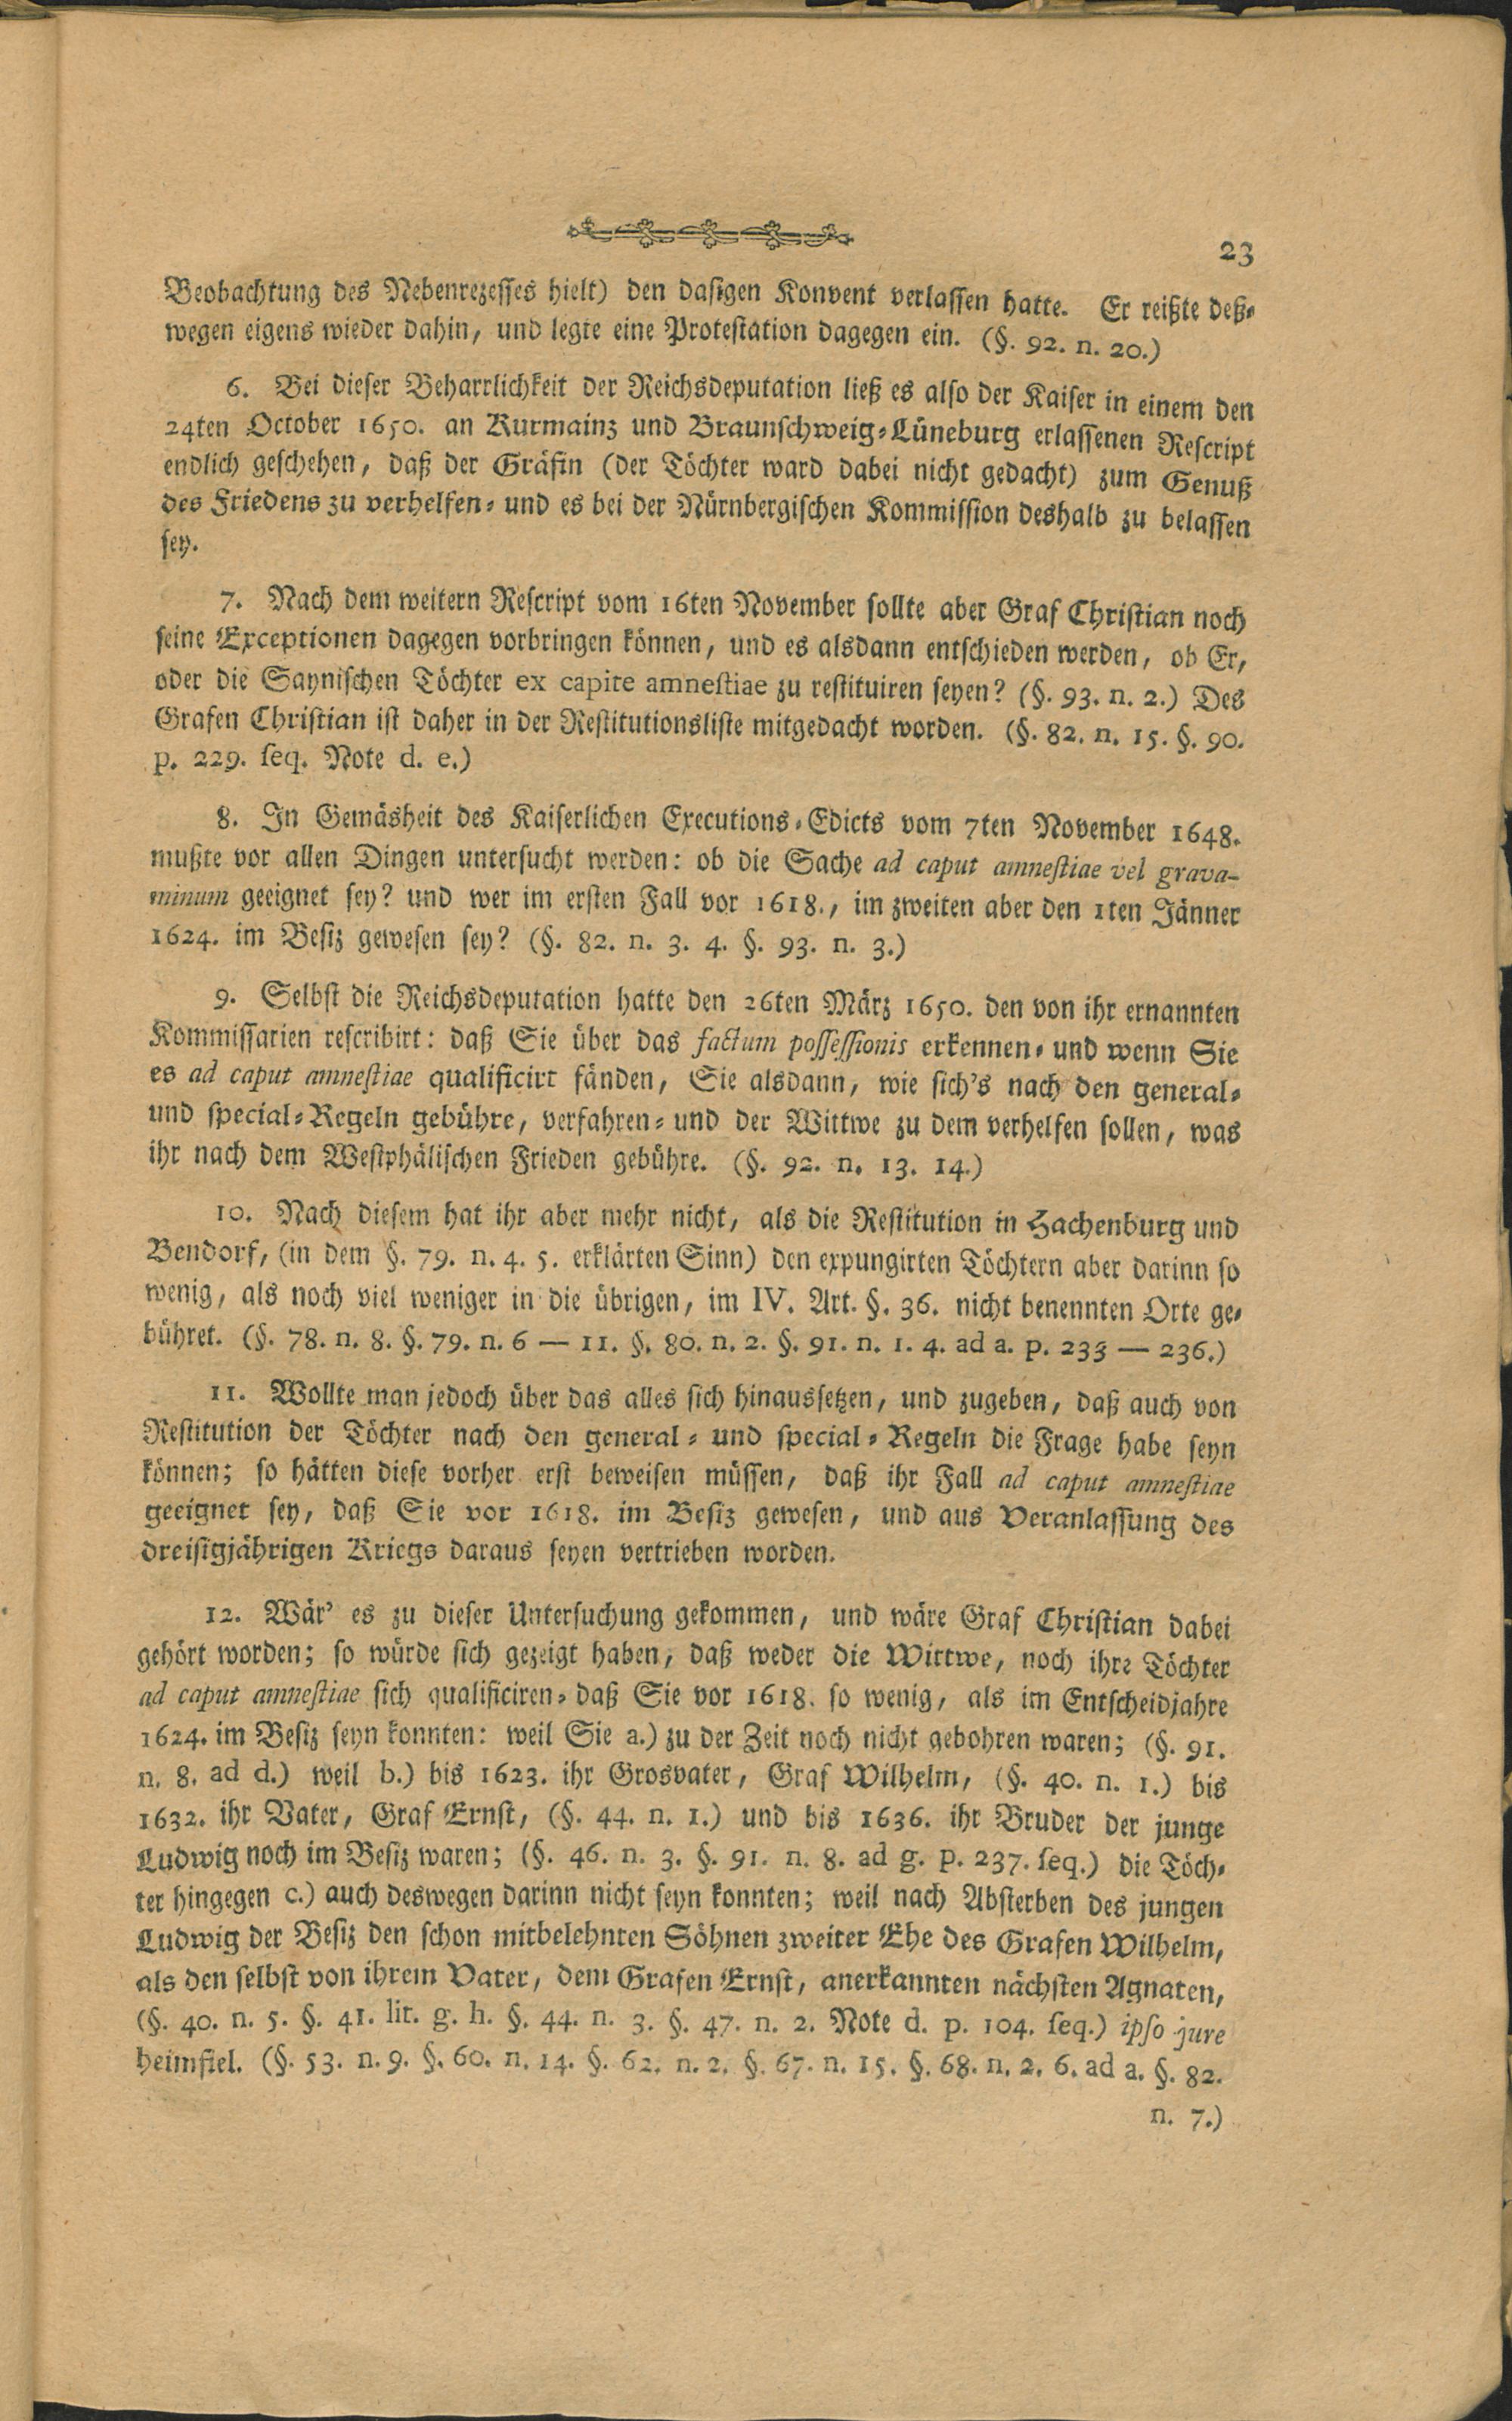 23
Beobachtung des Nebenrezesses hielt) den dasigen Konvent verlassen hatte. Er reißte deß-
wegen eigens wieder dahin, und legte eine Protestation dagegen ein. (§. 92. n. 20.)
6. Bei dieser Beharrlichkeit der Reichsdeputation ließ es also der Kaiser in einem den
24ten October 1650. an Kurmainz und Braunschweig-Lüneburg erlassenen Rescript
endlich geschehen, daß der Gräfin (der Töchter ward dabei nicht gedacht) zum Genuß
des Friedens zu verhelfen- und es bei der Nürnbergischen Kommission deshalb zu belassen
sey.
7. Nach dem weitern Rescript vom 16ten November sollte aber Graf Christian noch
seine Exceptionen dagegen vorbringen können, und es alsdann entschieden werden, ob Er,
oder die Saynischen Töchter ex capite amnestiae zu restituiren seyen? (§. 93. n. 2.) Des
Grafen Christian ist daher in der Restitutionsliste mitgedacht worden. (§. 82. n. 15. §. 90.
p. 229. seq. Note d. e.)
8. In Gemäsheit des Kaiserlichen Executions-Edicts vom 7ten November 1648.
mußte vor allen Dingen untersucht werden: ob die Sache ad caput amnestiae vel grava-
minum geeignet sey? und wer im ersten Fall vor 1618., im zweiten aber den 1ten Jänner
1624. im Besiz gewesen sey? (§. 82. n. 3. 4. §. 93. n. 3.)
9. Selbst die Reichsdeputation hatte den 26ten März 1650. den von ihr ernannten
Kommissarien rescribirt: daß Sie über das factum possessionis erkennen- und wenn Sie
es ad caput amnestiae qualificirt fänden, Sie alsdann, wie sich's nach den general-
und special-Regeln gebühre, verfahren- und der Wittwe zu dem verhelfen sollen, was
ihr nach dem Westphälischen Frieden gebühre. (§. 92. n. 13. 14.)
10. Nach diesem hat ihr aber mehr nicht, als die Restitution in Hachenburg und
Bendorf, (in dem §. 79. n. 4. 5. erklärten Sinn) den expungirten Töchtern aber darinn so
wenig, als noch viel weniger in die übrigen, im IV. Art. §. 36. nicht benennten Orte ge-
bühret. (§. 78. n. 8. §. 79. n. 6 — 11. §. 80. n. 2. §. 91. n. 1. 4. ad a. p. 233 — 236.)
11. Wollte man jedoch über das alles sich hinaussetzen, und zugeben, daß auch von
Restitution der Töchter nach den general- und special-Regeln die Frage habe seyn
können; so hätten diese vorher erst beweisen müssen, daß ihr Fall ad caput amnestiae
geeignet sey, daß Sie vor 1618. im Besiz gewesen, und aus Veranlassung des
dreisigjährigen Kriegs daraus seyen vertrieben worden.
12. Wär' es zu dieser Untersuchung gekommen, und wäre Graf Christian dabei
gehört worden; so würde sich gezeigt haben, daß weder die Wittwe, noch ihre Töchter
ad caput amnestiae sich qualificiren- daß Sie vor 1618. so wenig, als im Entscheidjahre
1624. im Besiz seyn konnten: weil Sie a.) zu der Zeit noch nicht gebohren waren; (§. 91.
n. 8. ad d.) weil b.) bis 1623. ihr Grosvater, Graf Wilhelm, (§. 40. n. 1.) bis
1632. ihr Vater, Graf Ernst, (§. 44. n. 1.) und bis 1636. ihr Bruder der junge
Ludwig noch im Besiz waren; (§. 46. n. 3. §. 91. n. 8. ad g. p. 237. seq.) die Töch-
ter hingegen c.) auch deswegen darinn nicht seyn konnten; weil nach Absterben des jungen
Ludwig der Besiz den schon mitbelehnten Söhnen zweiter Ehe des Grafen Wilhelm,
als den selbst von ihrem Vater, dem Grafen Ernst, anerkannten nächsten Agnaten,
(§. 40. n. 5. §. 41. lit. g. h. §. 44. n. 3. §. 47. n. 2. Note d. p. 104. seq.) ipso jure
heimfiel. (§. 53. n. 9. §. 60. n. 14. §. 62. n. 2. §. 67. n. 15. §. 68. n. 2. 6. ad a. §. 82.
n. 7.)